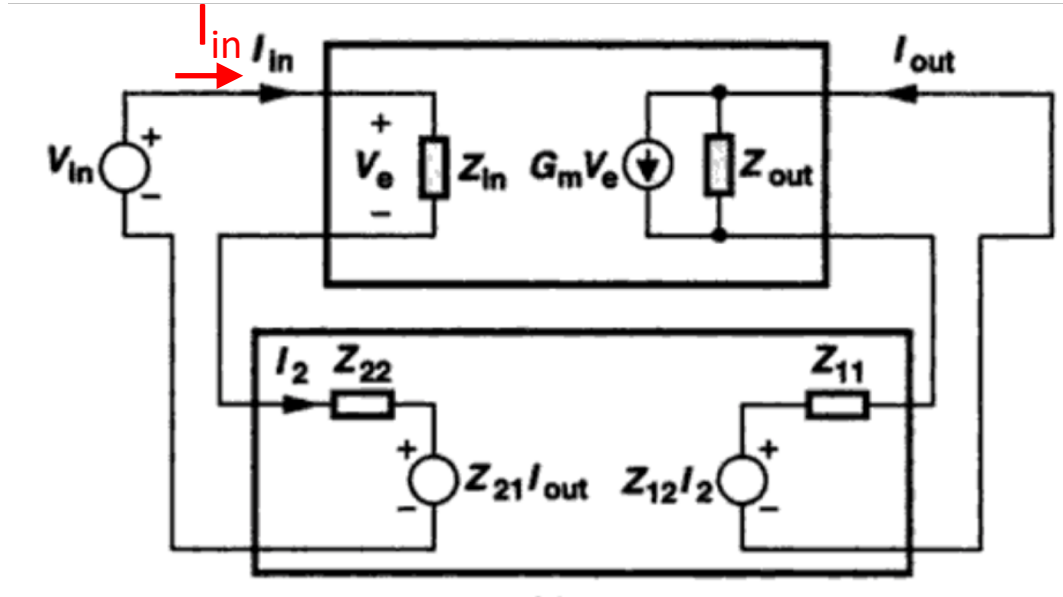 Iin
Iin
Iout
+
Vin
−
+
Ve
−
Zin
GmVe
Zout
I2
Z22
Z11
+
Z21Iout
−
Z12I2
+
−